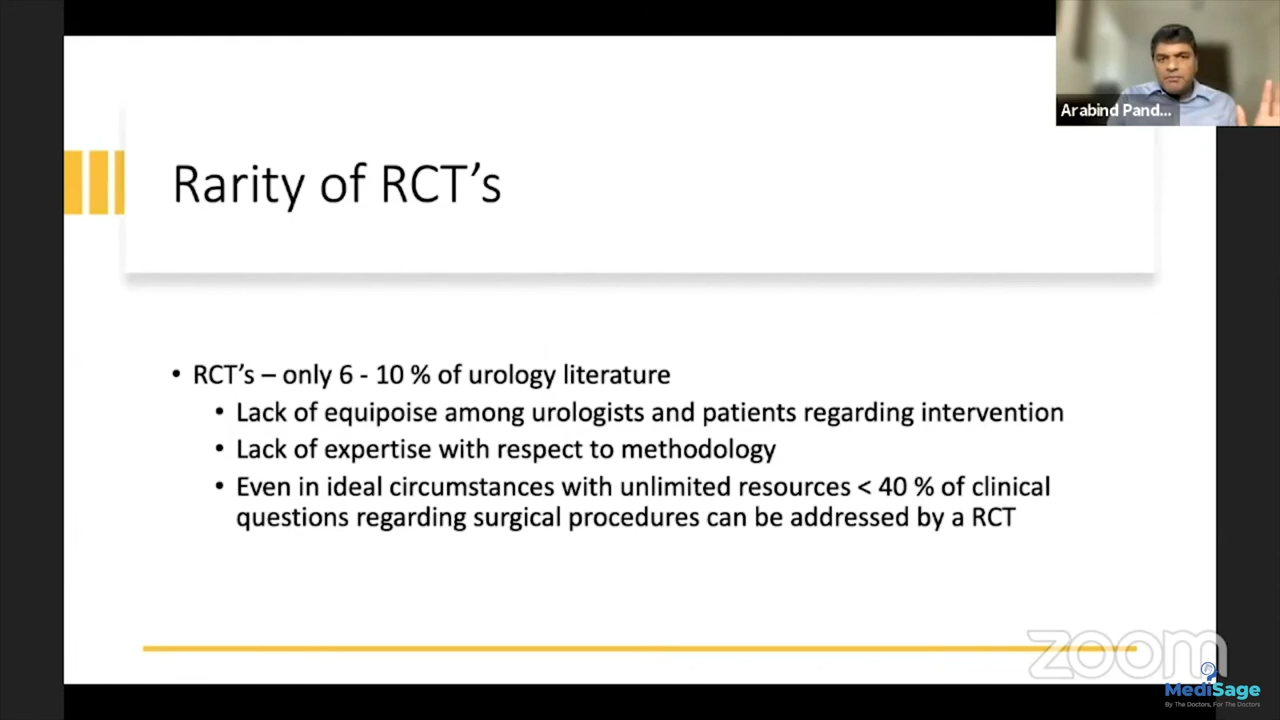 Arabind Pand...
Rarity of RCT’s
• RCT’s – only 6 - 10 % of urology literature
• Lack of equipoise among urologists and patients regarding intervention
• Lack of expertise with respect to methodology
• Even in ideal circumstances with unlimited resources < 40 % of clinical
questions regarding surgical procedures can be addressed by a RCT
zoom
MediSage
By The Doctors, For The Doctors